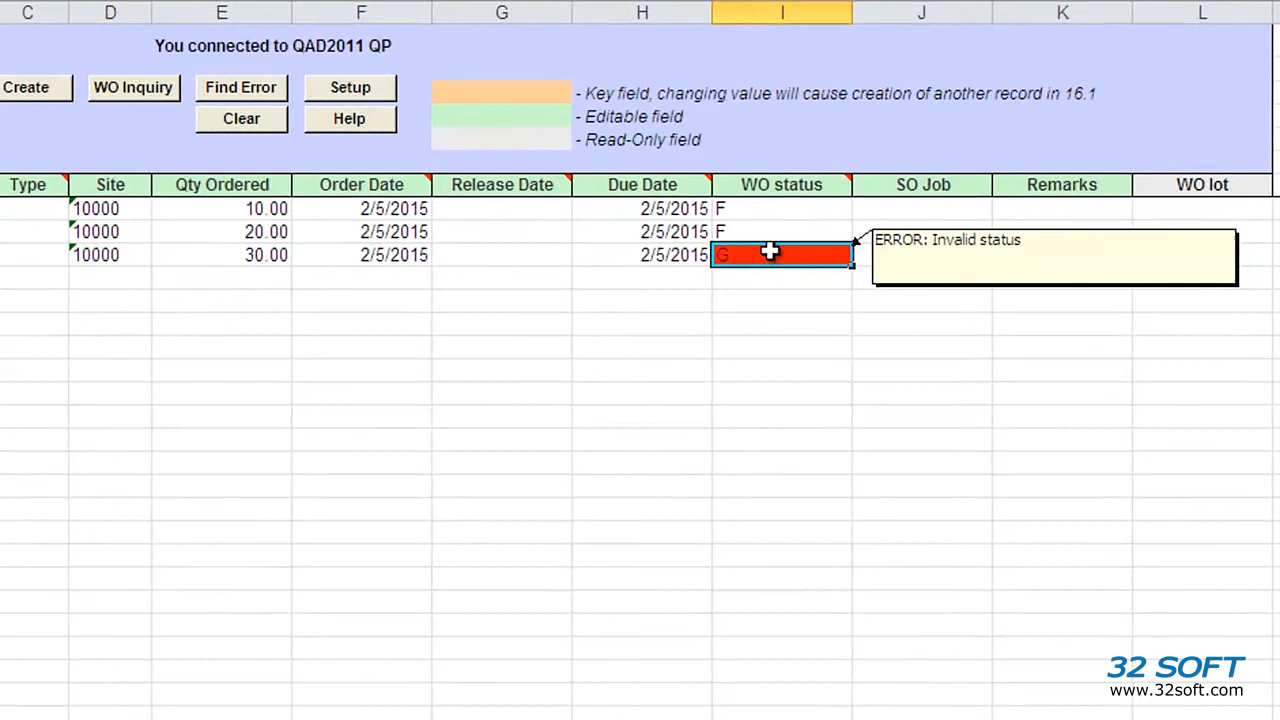 C D E F G H I J K L
You connected to QAD2011 QP
Create WO Inquiry Find Error Setup
Clear Help
- Key field, changing value will cause creation of another record in 16.1
- Editable field
- Read-Only field
Type Site Qty Ordered Order Date Release Date Due Date WO status SO Job Remarks WO lot
10000 10.00 2/5/2015 2/5/2015 F
10000 20.00 2/5/2015 2/5/2015 F
10000 30.00 2/5/2015 2/5/2015 G
ERROR: Invalid status
32 SOFT
www.32soft.com